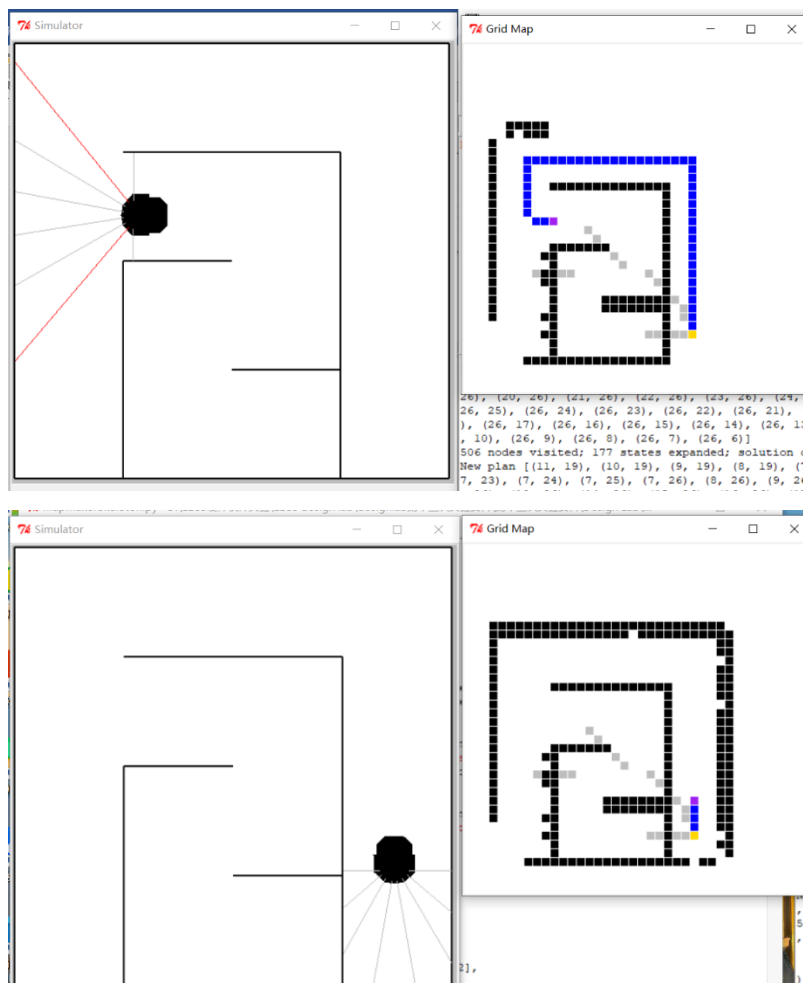 Simulator
Grid Map
26), (20, 26), (21, 26), (22, 26), (23, 26), (24,
26, 25), (26, 24), (26, 23), (26, 22), (26, 21),
), (26, 17), (26, 16), (26, 15), (26, 14), (26, 13
, 10), (26, 9), (26, 8), (26, 7), (26, 6)]
506 nodes visited; 177 states expanded; solution c
New plan [(11, 19), (10, 19), (9, 19), (8, 19), (7
7, 23), (7, 24), (7, 25), (7, 26), (8, 26), (9, 26
Simulator
Grid Map
2],